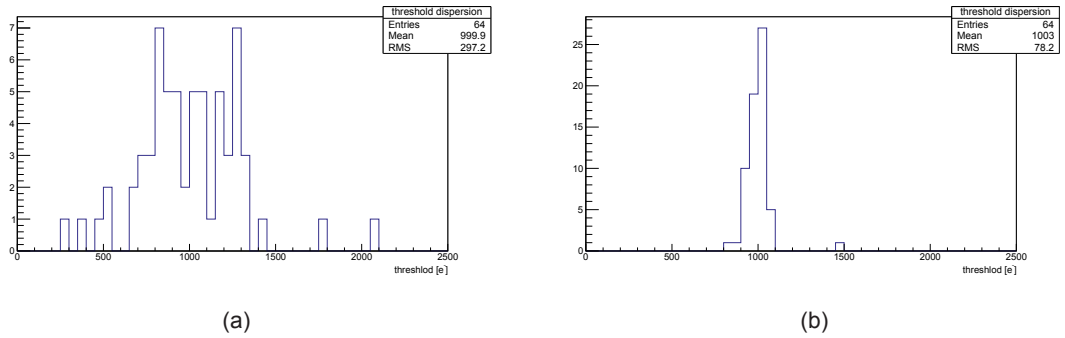 threshold dispersion
Entries 64
Mean 999.9
RMS 297.2
7
6
5
4
3
2
1
0
0 500 1000 1500 2000 2500
threshlod [e-]
(a)
threshold dispersion
Entries 64
Mean 1003
RMS 78.2
25
20
15
10
5
0
0 500 1000 1500 2000 2500
threshlod [e-]
(b)